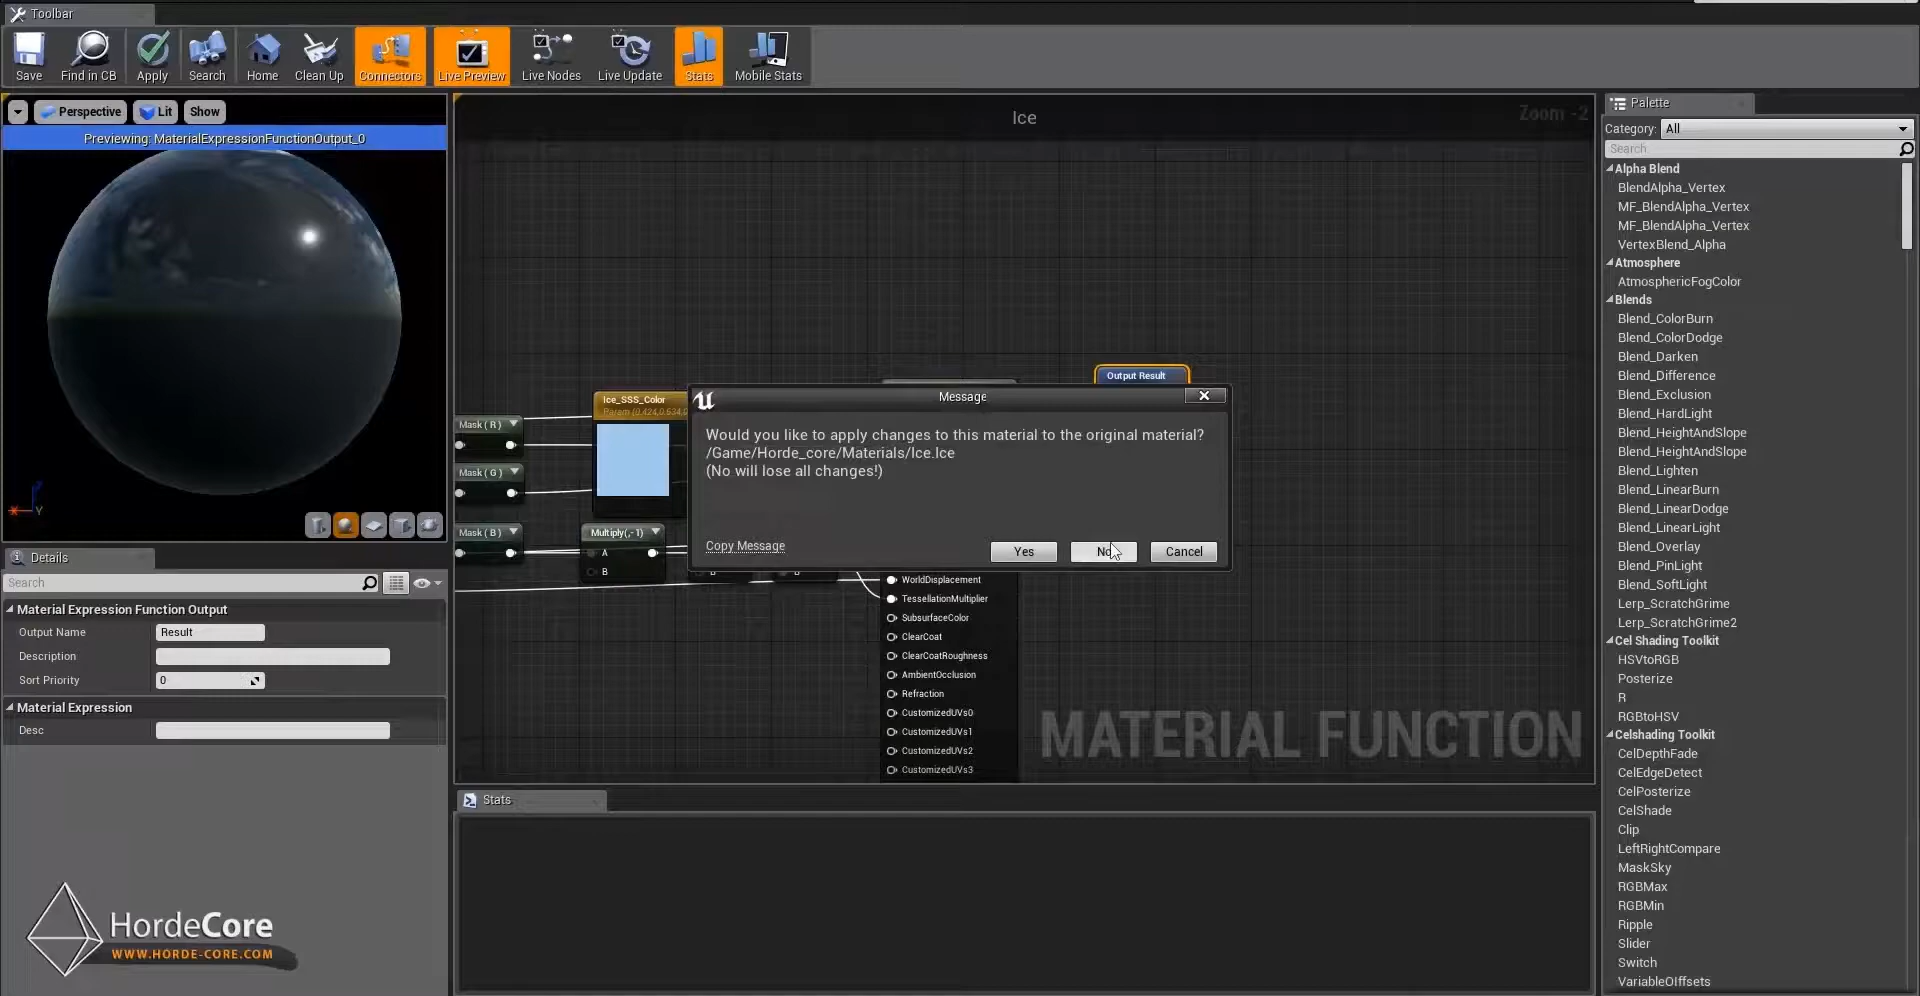 Toolbar
Save
Find in CB
Apply
Search
Home
Clean Up
Connectors
Live Preview
Live Nodes
Live Update
Stats
Mobile Stats
Perspective
Lit
Show
Previewing: MaterialExpressionFunctionOutput_0
Y
Details
Search
Material Expression Function Output
Output Name
Result
Description
Sort Priority
0
Material Expression
Desc
HordeCore
WWW.HORDE-CORE.COM
Ice
Zoom -2
Output Result
Ice_SSS_Color
Param (0.424,0.634,0
Mask ( R )
Mask ( G )
Mask ( B )
Multiply(,-1)
A
B
Message
Would you like to apply changes to this material to the original material?
/Game/Horde_core/Materials/Ice.Ice
(No will lose all changes!)
Copy Message
Yes
No
Cancel
WorldDisplacement
TessellationMultiplier
SubsurfaceColor
ClearCoat
ClearCoatRoughness
AmbientOcclusion
Refraction
CustomizedUVs0
CustomizedUVs1
CustomizedUVs2
CustomizedUVs3
MATERIAL FUNCTION
Stats
Palette
Category: All
Search
Alpha Blend
BlendAlpha_Vertex
MF_BlendAlpha_Vertex
MF_BlendAlpha_Vertex
VertexBlend_Alpha
Atmosphere
AtmosphericFogColor
Blends
Blend_ColorBurn
Blend_ColorDodge
Blend_Darken
Blend_Difference
Blend_Exclusion
Blend_HardLight
Blend_HeightAndSlope
Blend_HeightAndSlope
Blend_Lighten
Blend_LinearBurn
Blend_LinearDodge
Blend_LinearLight
Blend_Overlay
Blend_PinLight
Blend_Screen
Blend_SoftLight
Lerp_ScratchGrime
Lerp_ScratchGrime2
Cel Shading Toolkit
HSVtoRGB
Posterize
R
RGBtoHSV
Celshading Toolkit
CelDepthFade
CelEdgeDetect
CelPosterize
CelShade
Clip
LeftRightCompare
MaskSky
RGBMax
RGBMin
Ripple
Slider
Switch
VariableOffsets